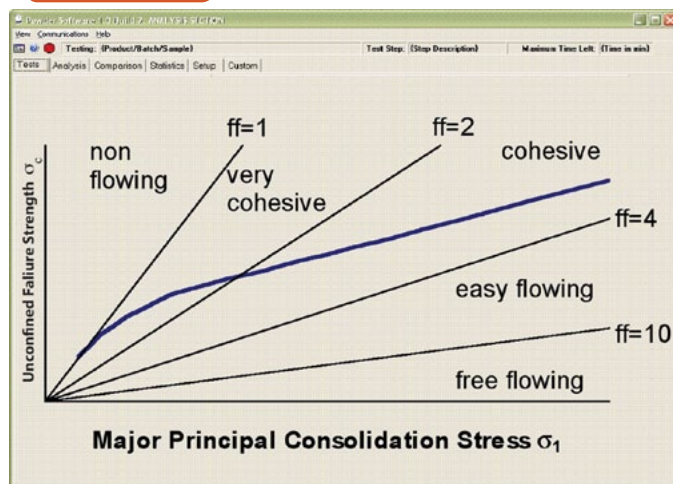 View Communications Help
Testing: (Product/Batch/Sample) Test Step: (Step Description) Maximum Time Left: (Time in min)
Tests Analysis Comparison Statistics Setup Custom
ff=1
ff=2
non
flowing
very
cohesive
cohesive
ff=4
easy flowing
ff=10
free flowing
Unconfined Faliure Strength σc
Major Principal Consolidation Stress σ1